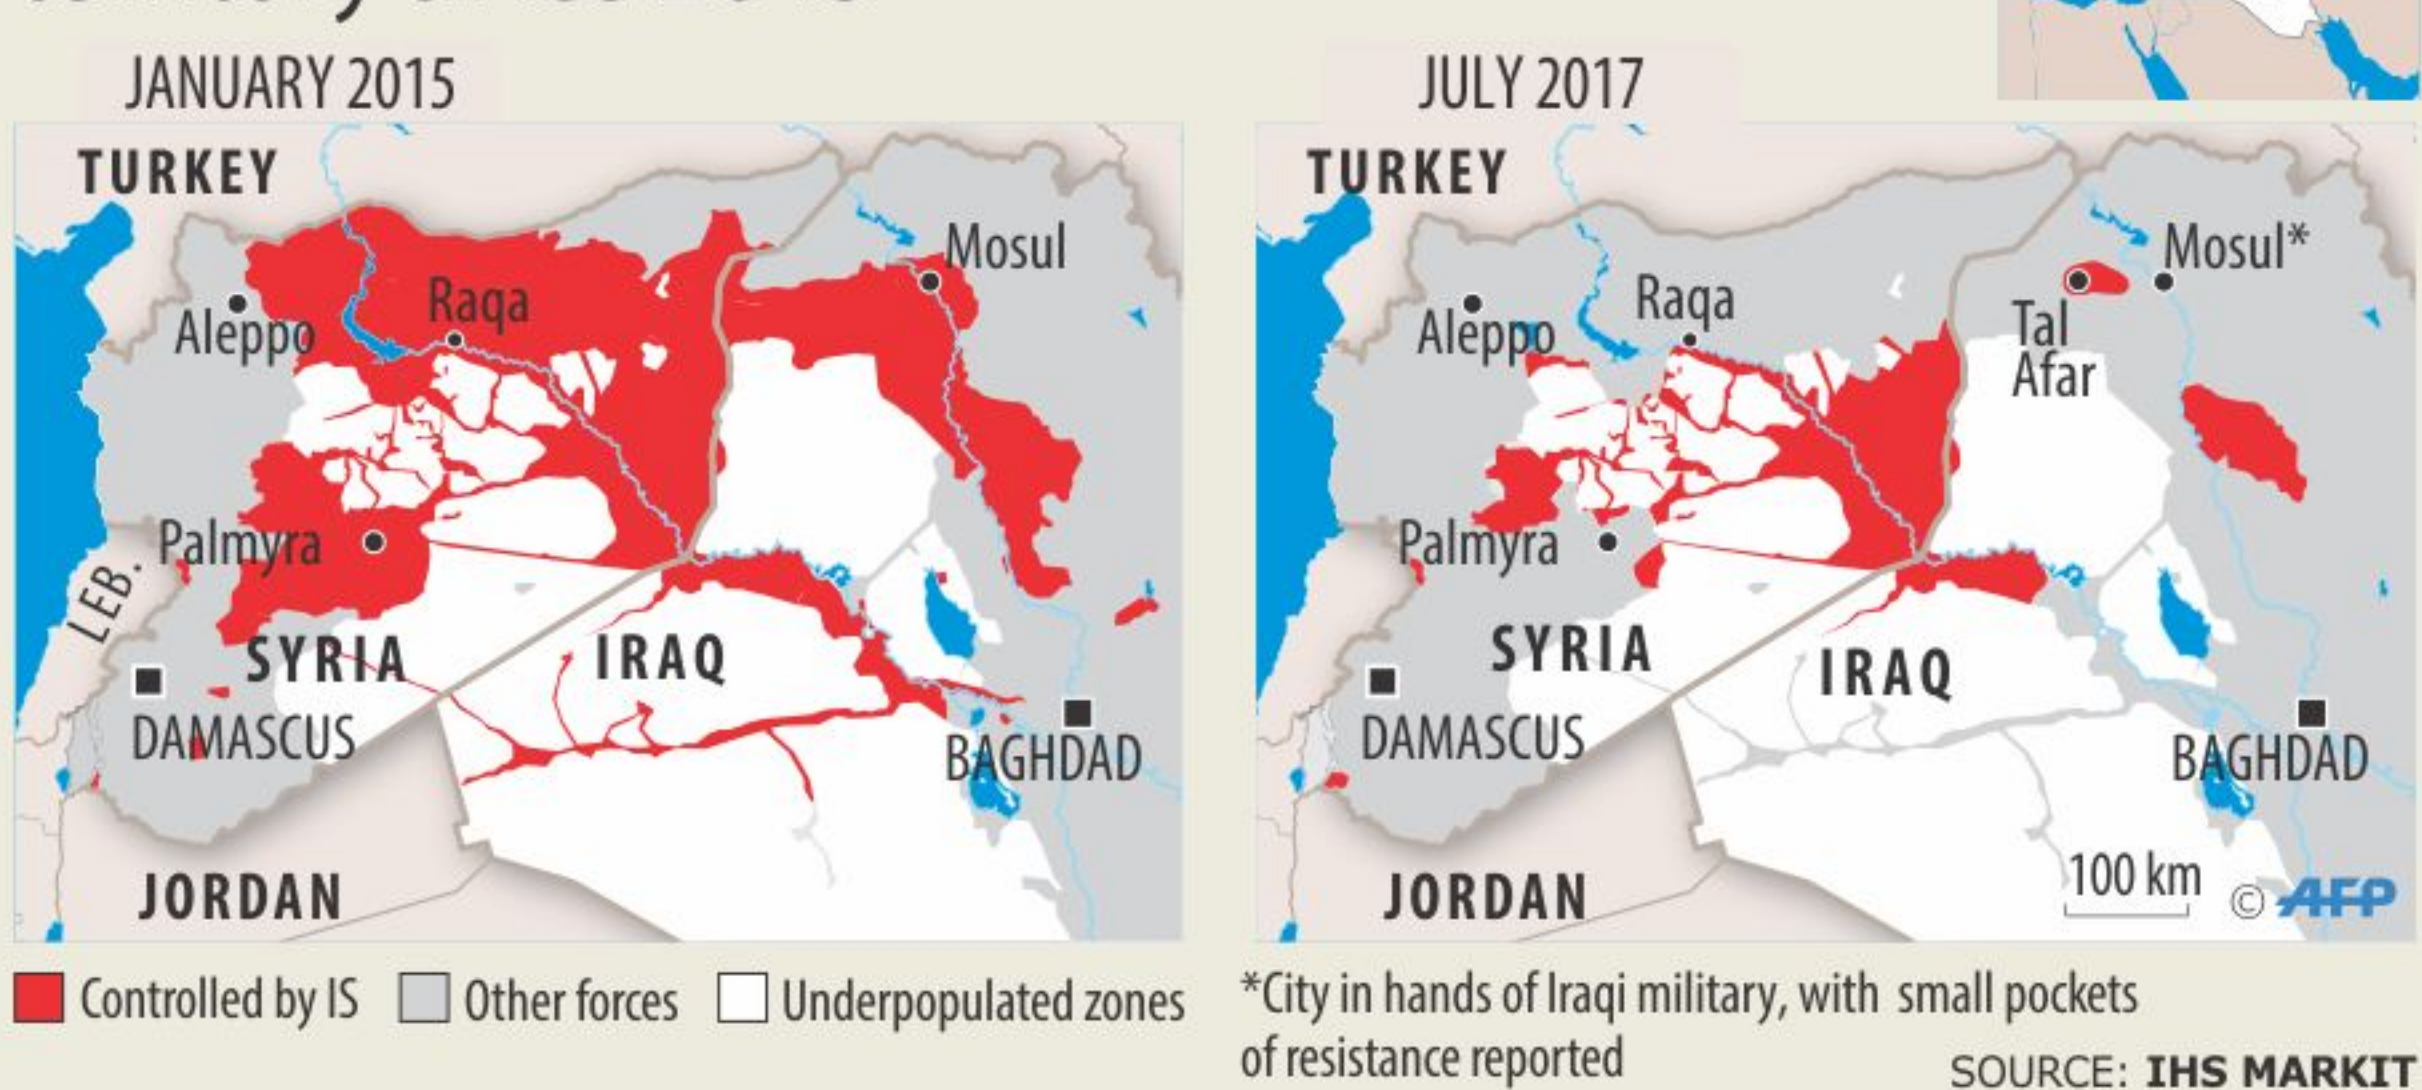 JANUARY 2015
TURKEY
Mosul
Raqa
Aleppo
Palmyra
LEB.
SYRIA
IRAQ
DAMASCUS
BAGHDAD
JORDAN
JULY 2017
TURKEY
Mosul*
Raqa
Aleppo
Tal
Afar
Palmyra
SYRIA
IRAQ
DAMASCUS
BAGHDAD
JORDAN
100 km
© AFP
Controlled by IS
Other forces
Underpopulated zones
*City in hands of Iraqi military, with small pockets
of resistance reported
SOURCE: IHS MARKIT